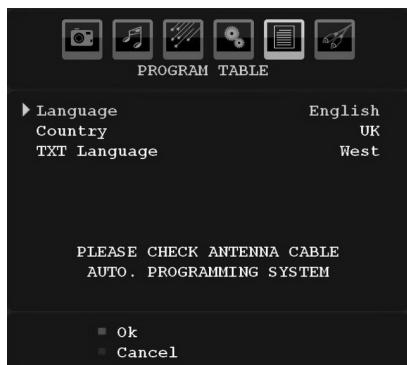 PROGRAM TABLE
Language English
Country UK
TXT Language West
PLEASE CHECK ANTENNA CABLE
AUTO. PROGRAMMING SYSTEM
Ok
Cancel